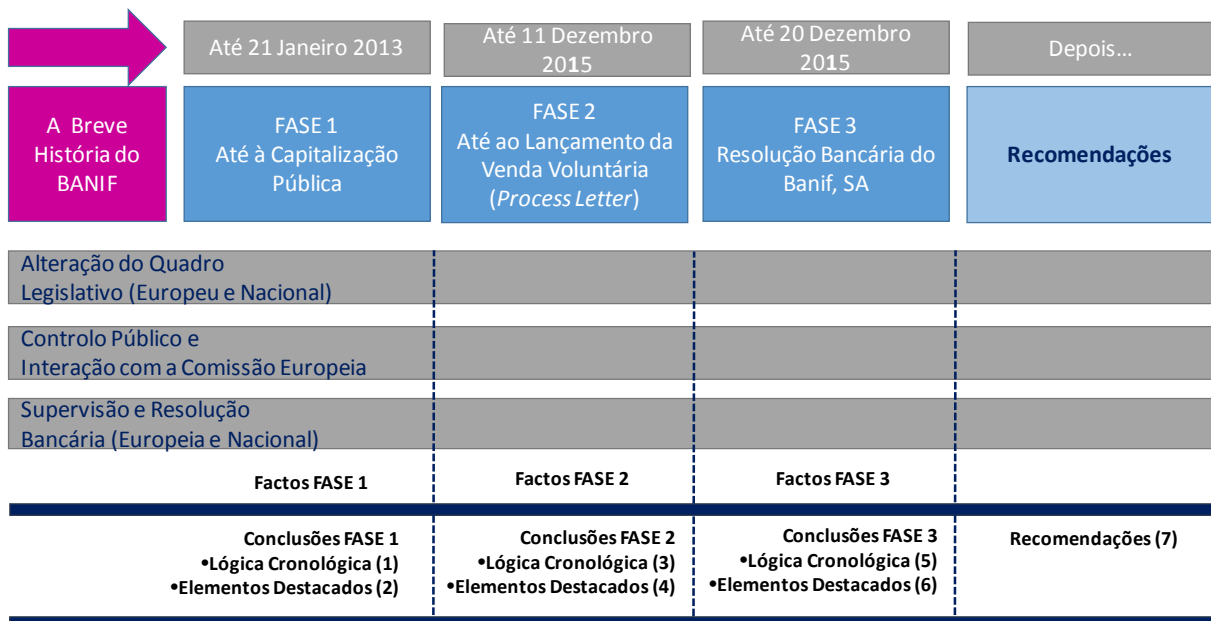 Até 21 Janeiro 2013
Até 11 Dezembro
2015
Até 20 Dezembro
2015
Depois...
A Breve
História do
BANIF
FASE 1
Até à Capitalização
Pública
FASE 2
Até ao Lançamento da
Venda Voluntária
(Process Letter)
FASE 3
Resolução Bancária do
Banif, SA
Recomendações
Alteração do Quadro
Legislativo (Europeu e Nacional)
Controlo Público e
Interação com a Comissão Europeia
Supervisão e Resolução
Bancária (Europeia e Nacional)
Factos FASE 1
Factos FASE 2
Factos FASE 3
Conclusões FASE 1
•Lógica Cronológica (1)
•Elementos Destacados (2)
Conclusões FASE 2
•Lógica Cronológica (3)
•Elementos Destacados (4)
Conclusões FASE 3
•Lógica Cronológica (5)
•Elementos Destacados (6)
Recomendações (7)